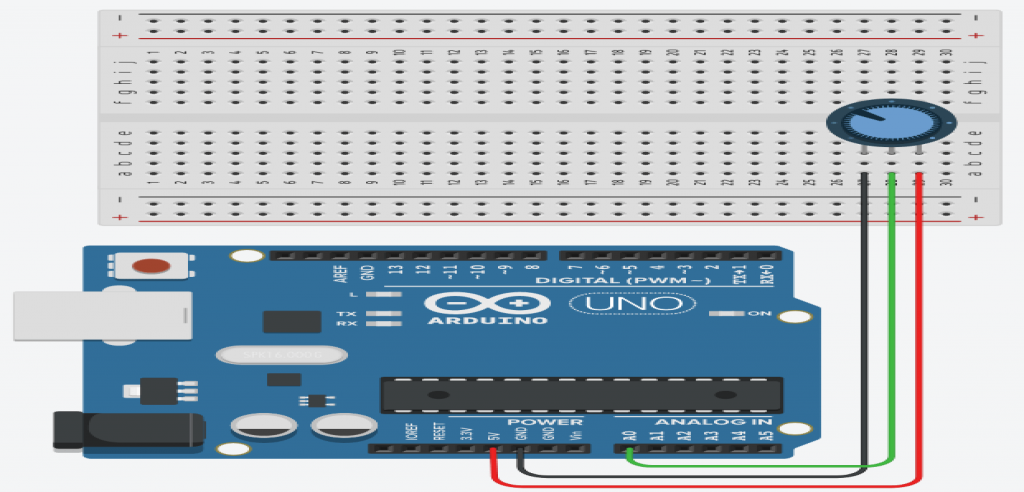 - -
+ +
1 2 3 4 5 6 7 8 9 10 11 12 13 14 15 16 17 18 19 20 21 22 23 24 25 26 27 28 29 30
j j
i i
h h
g g
f f
e e
d d
c c
b b
a a
1 2 3 4 5 6 7 8 9 10 11 12 13 14 15 16 17 18 19 20 21 22 23 24 25 26 27 28 29 30
- -
+ +
AREF GND 13 12 ~11 ~10 ~9 8 7 ~6 ~5 4 ~3 2 TX→1 RX←0
DIGITAL (PWM~)
L
TX
RX
ARDUINO
UNO
ON
POWER
ANALOG IN
IOREF RESET 3.3V 5V GND GND Vin A0 A1 A2 A3 A4 A5